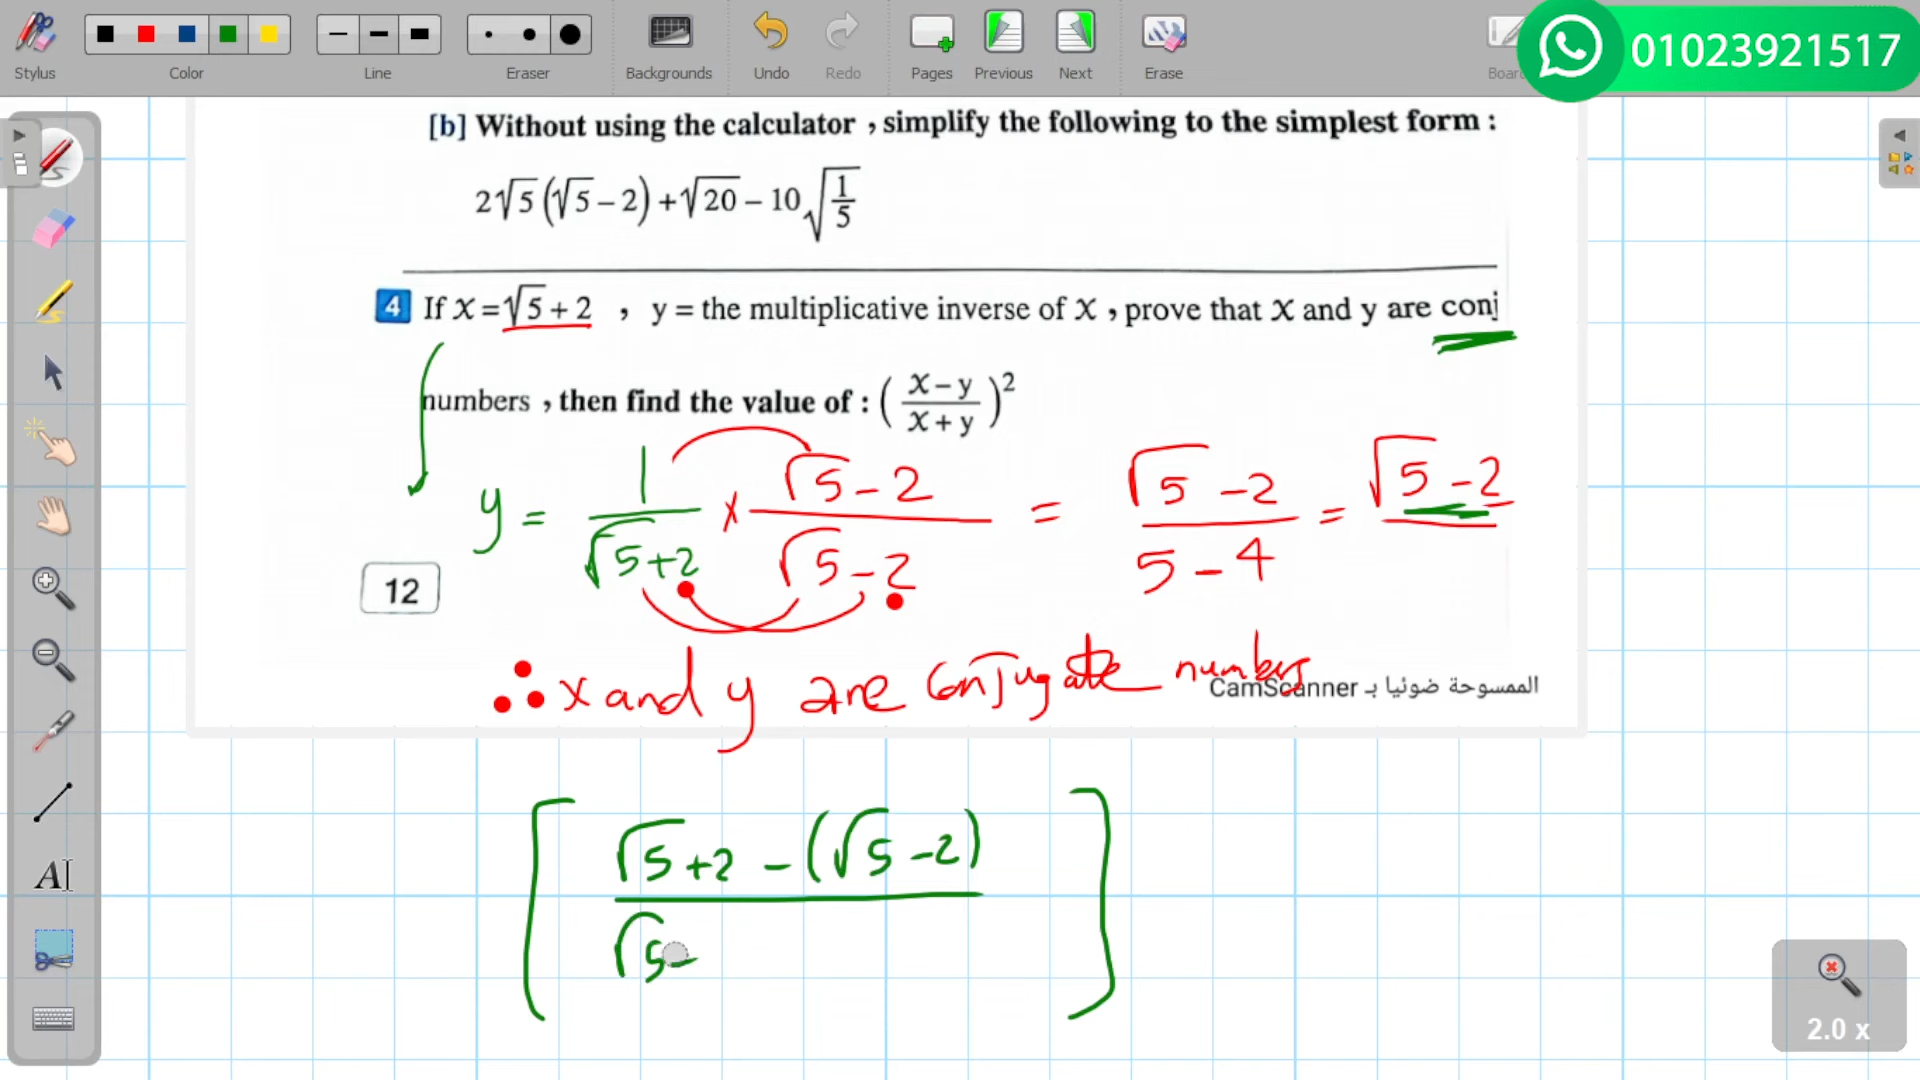 Stylus Color Line Eraser Backgrounds Undo Redo Pages Previous Next Erase Boar 01023921517
[b] Without using the calculator , simplify the following to the simplest form :
2√5 (√5 − 2) + √20 − 10 √(1/5)
4 If x = √5 + 2 , y = the multiplicative inverse of x , prove that x and y are conj
numbers , then find the value of : ((x − y)/(x + y))²
y = 1/(√5+2) × (√5−2)/(√5−2) = (√5−2)/(5−4) = √5−2
12
∴ x and y are conjugate numbers
الممسوحة ضوئيا بـ CamScanner
[ √5+2 − (√5−2)
√5− ]
A
2.0 x